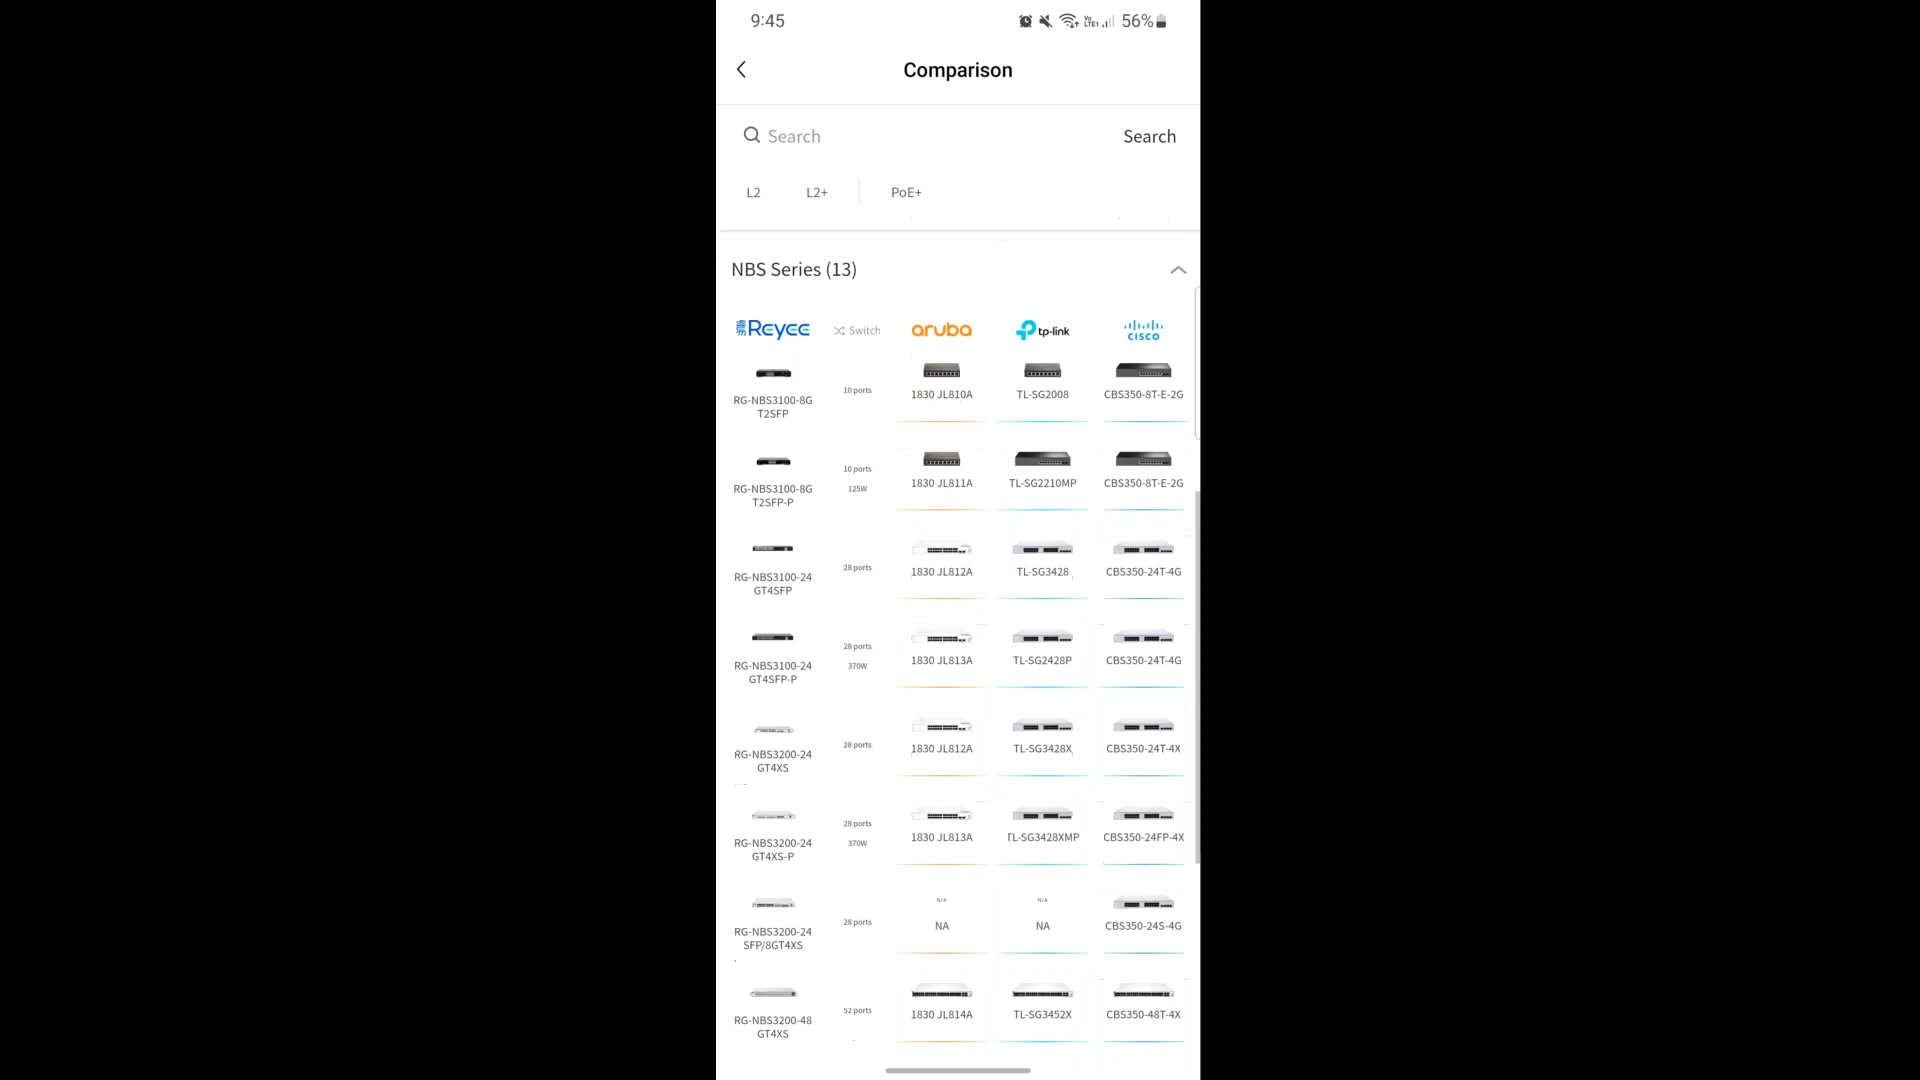 9:45
Vo LTE1 56%
Comparison
Search Search
L2 L2+ PoE+
NBS Series (13)
Reyee Switch aruba tp-link CISCO
RG-NBS3100-8G
T2SFP
10 ports
1830 JL810A
TL-SG2008
CBS350-8T-E-2G
RG-NBS3100-8G
T2SFP-P
10 ports
125W
1830 JL811A
TL-SG2210MP
CBS350-8T-E-2G
RG-NBS3100-24
GT4SFP
28 ports
1830 JL812A
TL-SG3428
CBS350-24T-4G
RG-NBS3100-24
GT4SFP-P
28 ports
370W
1830 JL813A
TL-SG2428P
CBS350-24T-4G
RG-NBS3200-24
GT4XS
28 ports
1830 JL812A
TL-SG3428X
CBS350-24T-4X
RG-NBS3200-24
GT4XS-P
28 ports
370W
1830 JL813A
TL-SG3428XMP
CBS350-24FP-4X
RG-NBS3200-24
SFP/8GT4XS
28 ports
N/A
NA
N/A
NA
CBS350-24S-4G
RG-NBS3200-48
GT4XS
52 ports
1830 JL814A
TL-SG3452X
CBS350-48T-4X